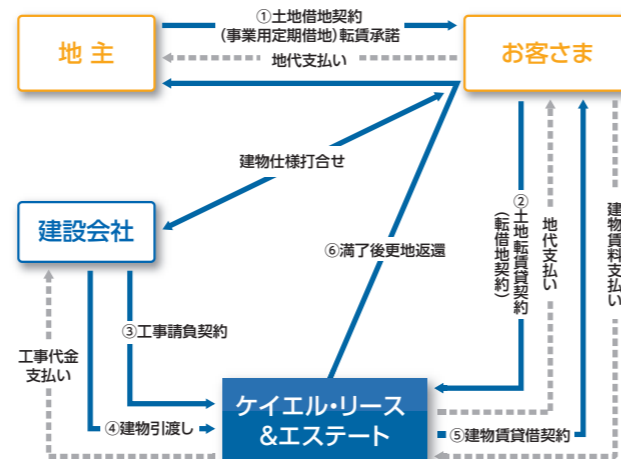 ①土地借地契約
(事業用定期借地)転賃承諾
地 主
地代支払い
お客さま
建物仕様打合せ
建設会社
⑥満了後更地返還
②土地転賃貸契約
(転借地契約)
地代支払い
建物賃料支払い
③工事請負契約
工事代金
支払い
④建物引渡し
ケイエル・リース
&エステート
⑤建物賃貸借契約